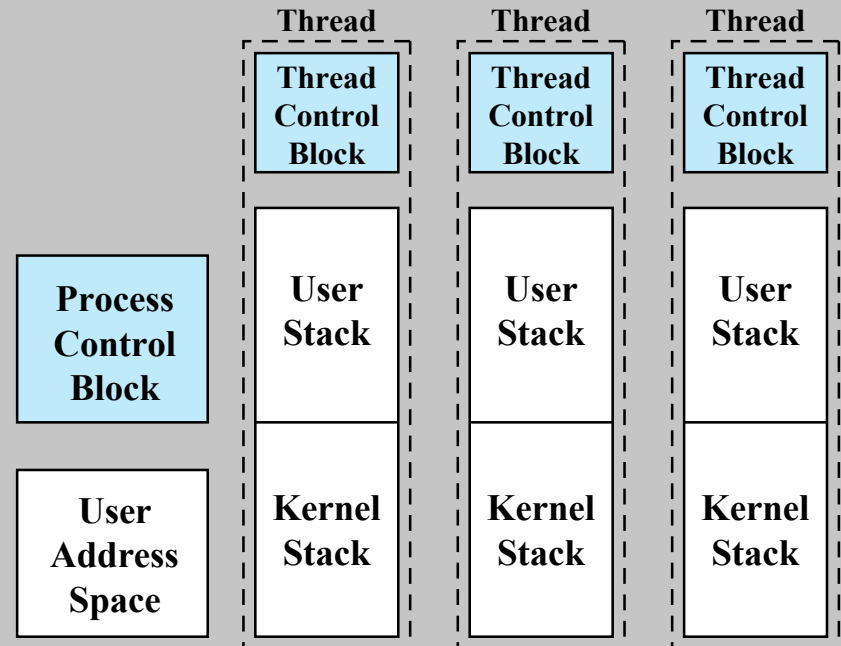 Thread
Thread
Thread
Thread
Control
Block
Thread
Control
Block
Thread
Control
Block
Process
Control
Block
User
Stack
User
Stack
User
Stack
User
Address
Space
Kernel
Stack
Kernel
Stack
Kernel
Stack